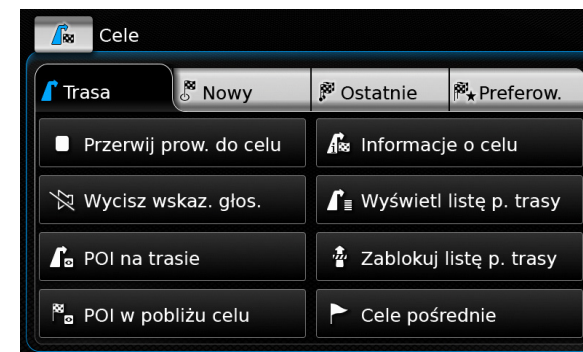 Cele
Trasa Nowy Ostatnie Preferow.
Przerwij prow. do celu Informacje o celu
Wycisz wskaz. głos. Wyświetl listę p. trasy
POI na trasie Zablokuj listę p. trasy
POI w pobliżu celu Cele pośrednie